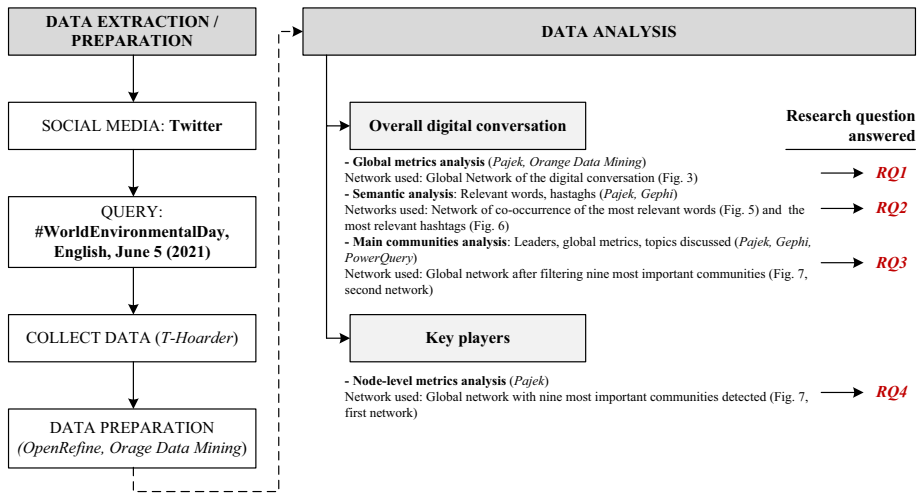 DATA EXTRACTION /
PREPARATION
SOCIAL MEDIA: Twitter
QUERY:
#WorldEnvironmentalDay,
English, June 5 (2021)
COLLECT DATA (T-Hoarder)
DATA PREPARATION
(OpenRefine, Orage Data Mining)
DATA ANALYSIS
Overall digital conversation
Research question
answered
- Global metrics analysis (Pajek, Orange Data Mining)
Network used: Global Network of the digital conversation (Fig. 3)
RQ1
- Semantic analysis: Relevant words, hastaghs (Pajek, Gephi)
Networks used: Network of co-occurrence of the most relevant words (Fig. 5) and the
most relevant hashtags (Fig. 6)
RQ2
- Main communities analysis: Leaders, global metrics, topics discussed (Pajek, Gephi,
PowerQuery)
Network used: Global network after filtering nine most important communities (Fig. 7,
second network)
RQ3
Key players
- Node-level metrics analysis (Pajek)
Network used: Global network with nine most important communities detected (Fig. 7,
first network)
RQ4